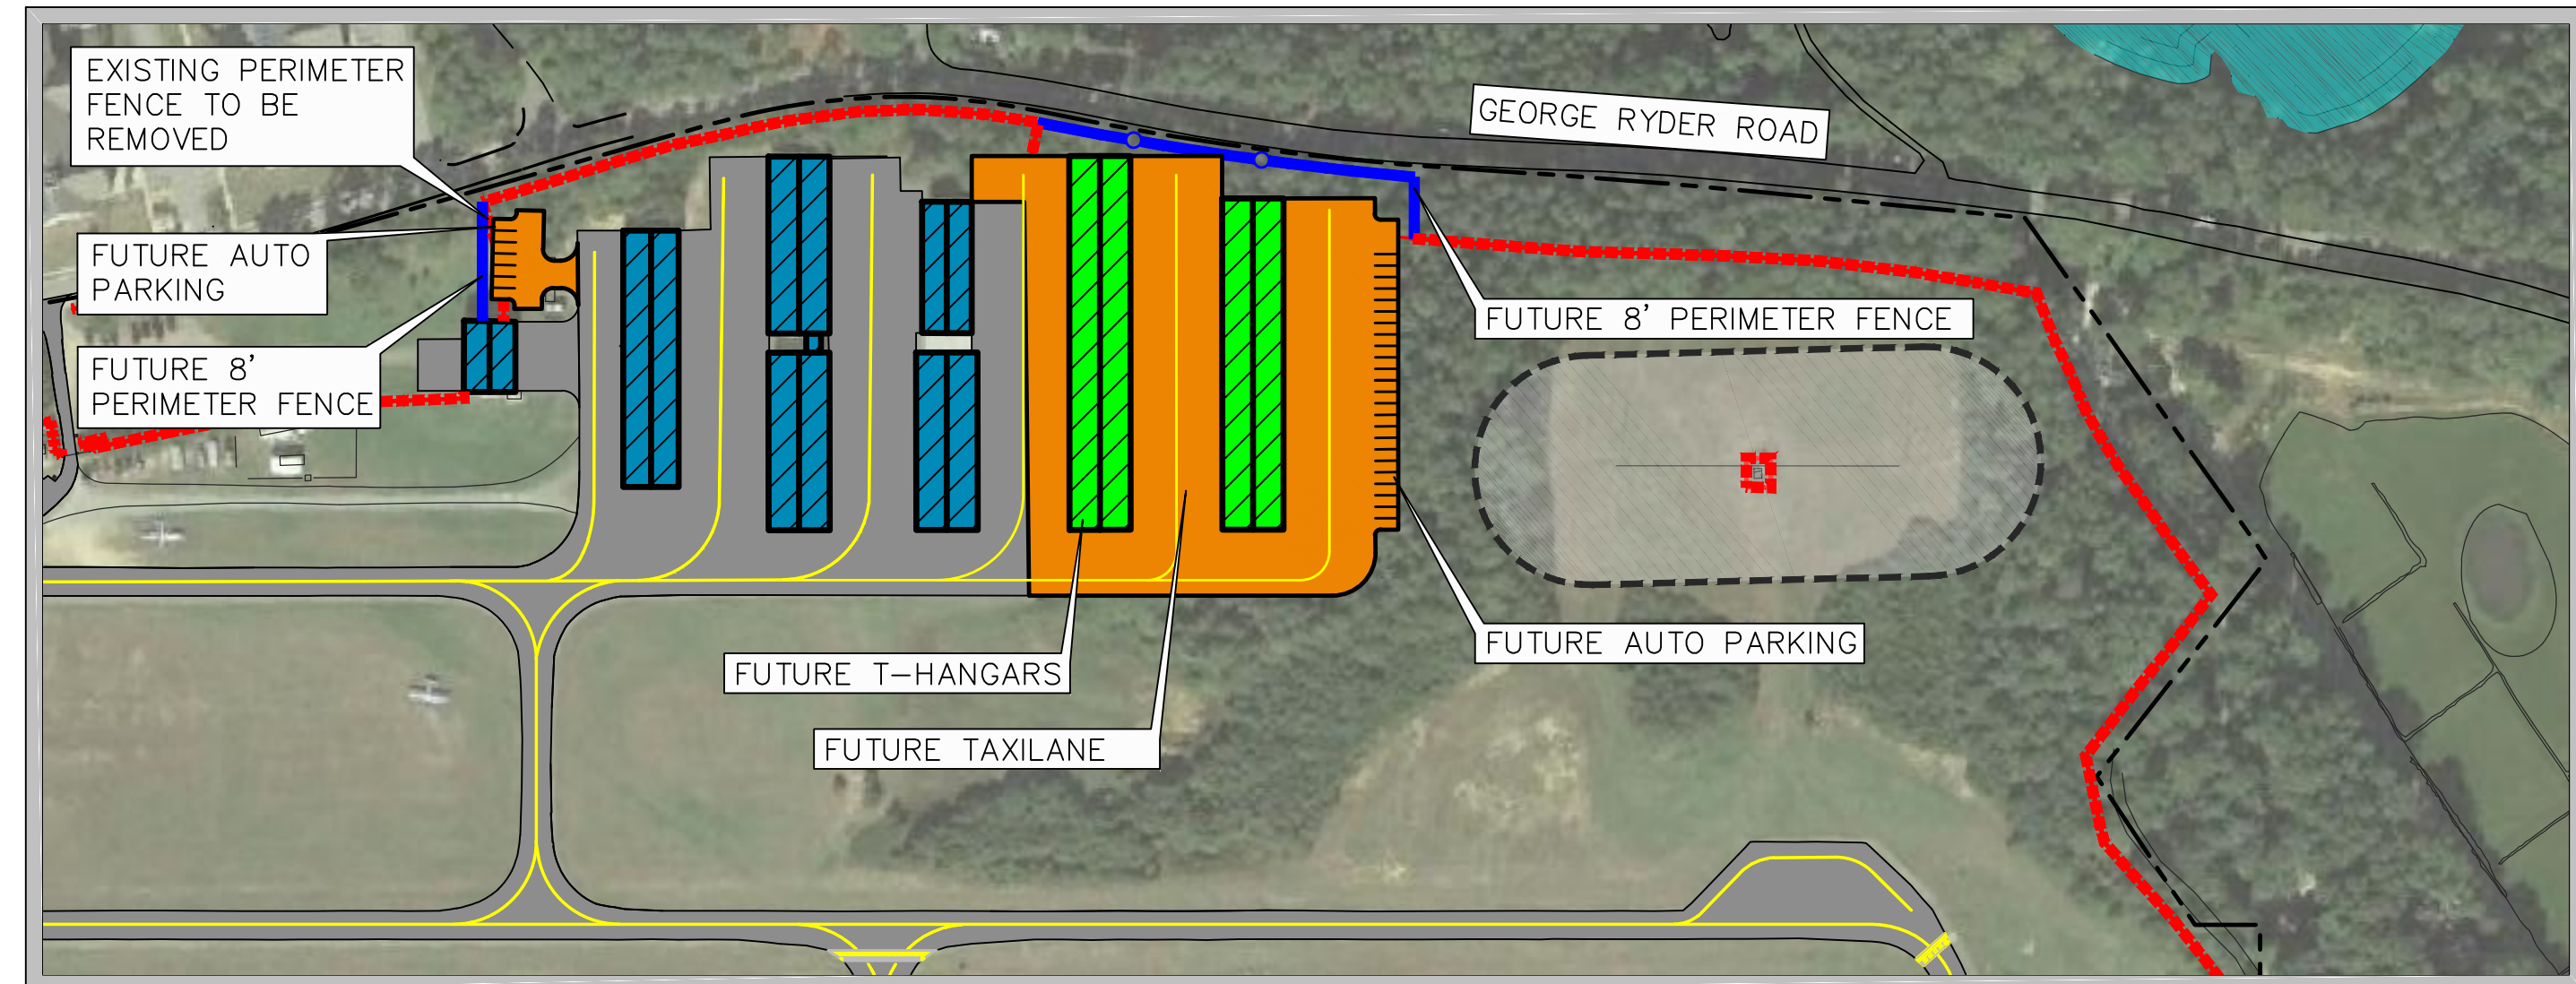 EXISTING PERIMETER
FENCE TO BE
REMOVED
FUTURE AUTO
PARKING
FUTURE 8'
PERIMETER FENCE
GEORGE RYDER ROAD
FUTURE 8' PERIMETER FENCE
FUTURE AUTO PARKING
FUTURE T-HANGARS
FUTURE TAXILANE